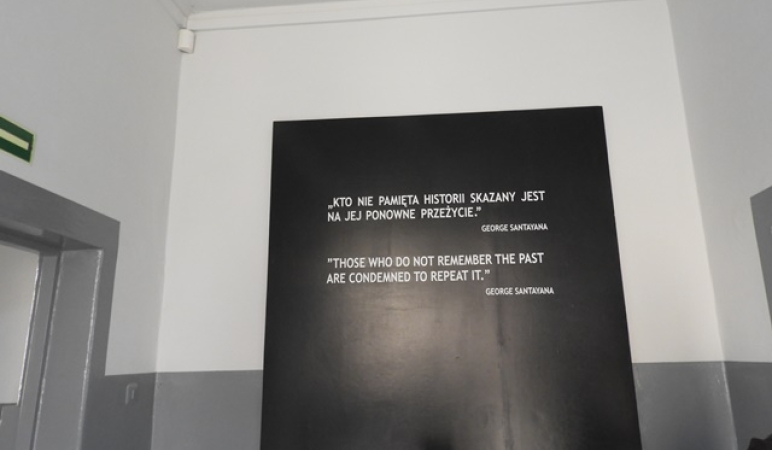 „KTO NIE PAMIĘTA HISTORII SKAZANY JEST
NA JEJ PONOWNE PRZEŻYCIE.”
GEORGE SANTAYANA
”THOSE WHO DO NOT REMEMBER THE PAST
ARE CONDEMNED TO REPEAT IT.”
GEORGE SANTAYANA